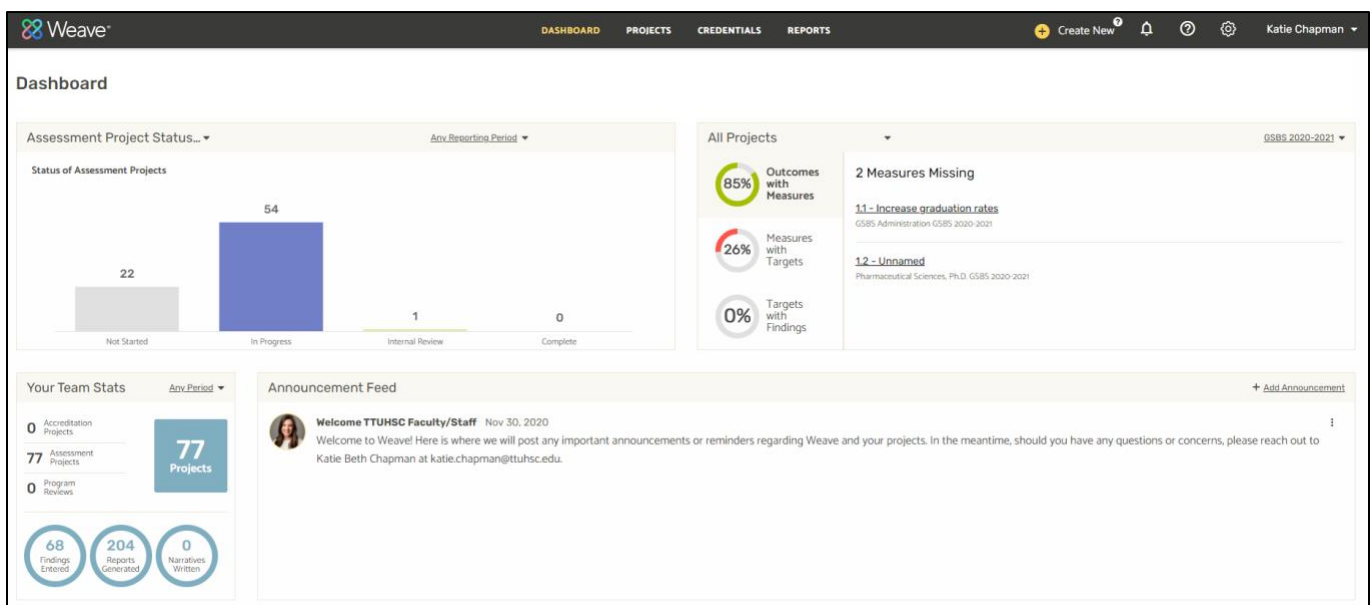 Weave
DASHBOARD PROJECTS CREDENTIALS REPORTS
+ Create New ? Katie Chapman
Dashboard
Assessment Project Status... Any Reporting Period
Status of Assessment Projects
22
54
1
0
Not Started In Progress Internal Review Complete
All Projects GSBS 2020-2021
85% Outcomes
with
Measures
26% Measures
with
Targets
0% Targets
with
Findings
2 Measures Missing
1.1 - Increase graduation rates
GSBS Administration GSBS 2020-2021
1.2 - Unnamed
Pharmaceutical Sciences, Ph.D. GSBS 2020-2021
Your Team Stats Any Period
0 Accreditation
Projects
77 Assessment
Projects
0 Program
Reviews
77
Projects
68
Findings
Entered
204
Reports
Generated
0
Narratives
Written
Announcement Feed + Add Announcement
Welcome TTUHSC Faculty/Staff Nov 30, 2020
Welcome to Weave! Here is where we will post any important announcements or reminders regarding Weave and your projects. In the meantime, should you have any questions or concerns, please reach out to
Katie Beth Chapman at katie.chapman@ttuhsc.edu.